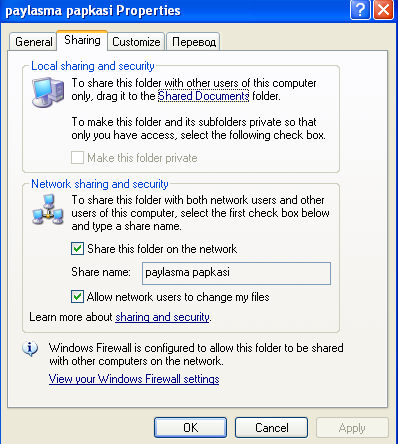 paylasma papkasi Properties
General Sharing Customize Перевод
Local sharing and security
To share this folder with other users of this computer
only, drag it to the Shared Documents folder.
To make this folder and its subfolders private so that
only you have access, select the following check box.
Make this folder private
Network sharing and security
To share this folder with both network users and other
users of this computer, select the first check box below
and type a share name.
Share this folder on the network
Share name: paylasma papkasi
Allow network users to change my files
Learn more about sharing and security.
Windows Firewall is configured to allow this folder to be shared
with other computers on the network.
View your Windows Firewall settings
OK Cancel Apply